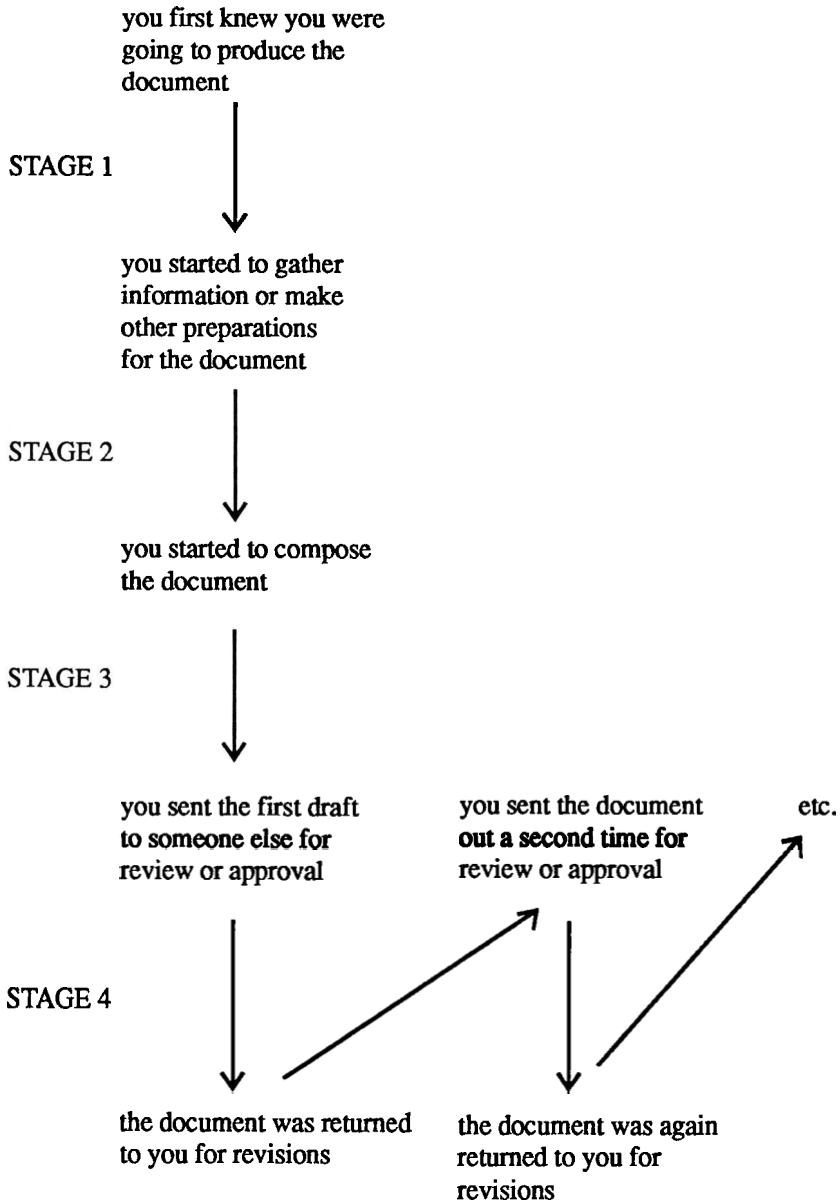 you first knew you were
going to produce the
document
STAGE 1
you started to gather
information or make
other preparations
for the document
STAGE 2
you started to compose
the document
STAGE 3
you sent the first draft
to someone else for
review or approval
you sent the document
out a second time for
review or approval
etc.
STAGE 4
the document was returned
to you for revisions
the document was again
returned to you for
revisions